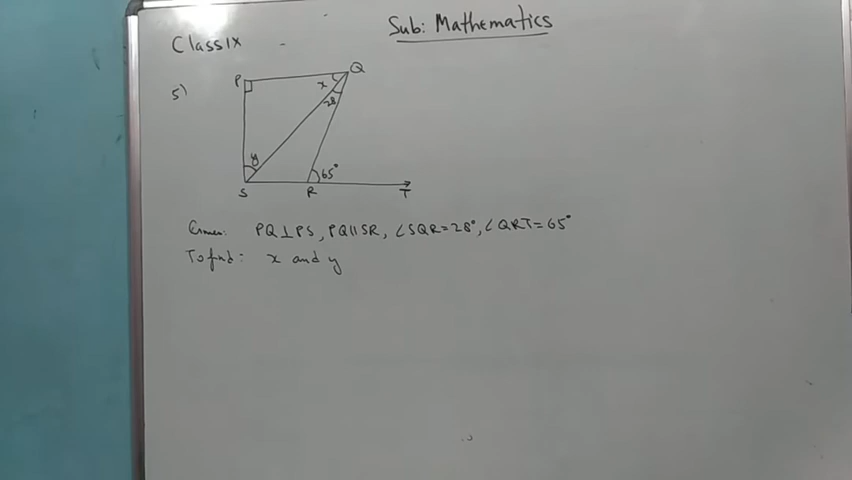 Sub: Mathematics
Class IX
5)
P
Q
x
28
y
65°
S
R
T
Given: PQ⊥PS, PQ||SR, ∠SQR=28°, ∠QRT=65°
To find: x and y